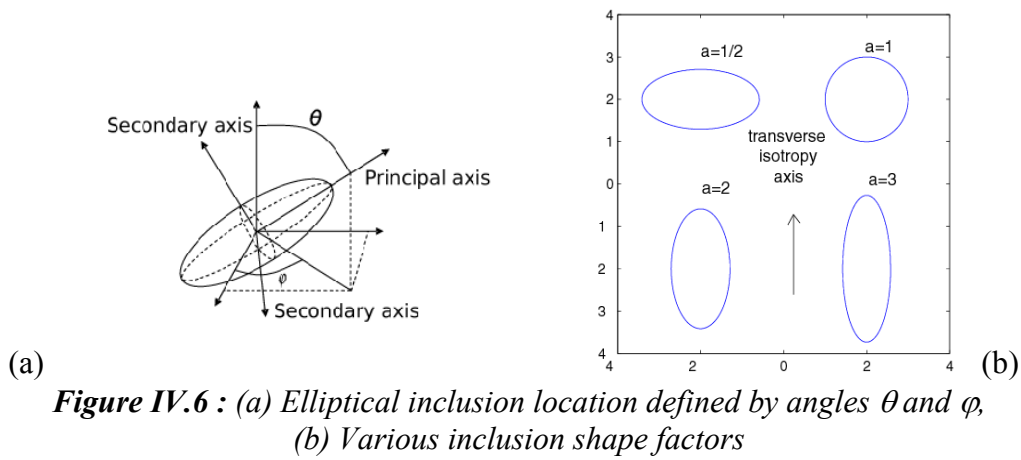 Secondary axis
θ
Principal axis
φ
Secondary axis
(a)
4
3
2
1
0
1
2
3
4
4 2 0 2 4
a=1/2
a=1
transverse
isotropy
axis
a=2
a=3
(b)
Figure IV.6 : (a) Elliptical inclusion location defined by angles θ and φ,
(b) Various inclusion shape factors